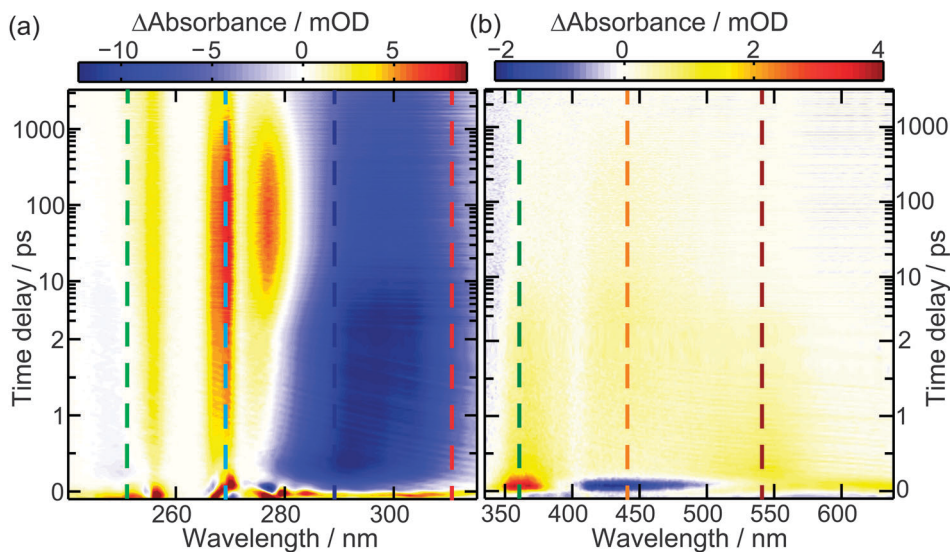 (a) ΔAbsorbance / mOD
−10 −5 0 5
(b) ΔAbsorbance / mOD
−2 0 2 4
Time delay / ps
1000
100
10
2
1
0
260 280 300
Wavelength / nm
1000
100
10
2
1
0
Time delay / ps
350 400 450 500 550 600
Wavelength / nm